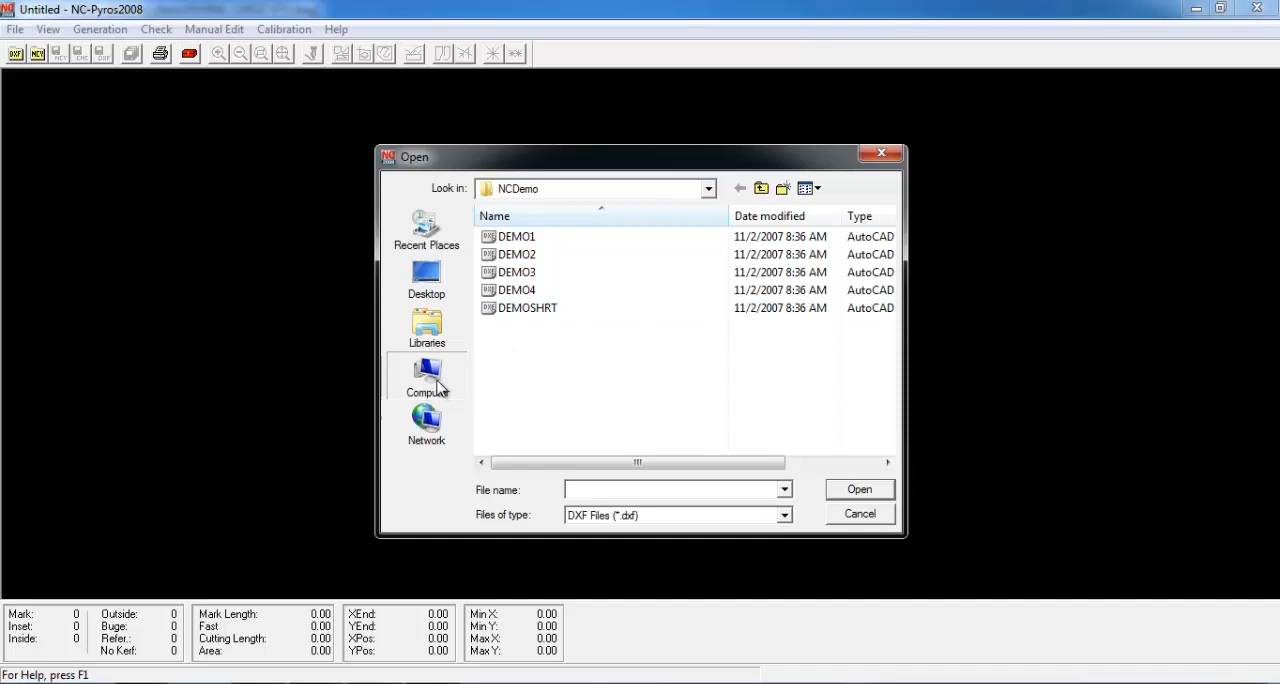 Untitled - NC-Pyros2008
File View Generation Check Manual Edit Calibration Help
Open
Look in: NCDemo
Name Date modified Type
DEMO1 11/2/2007 8:36 AM AutoCAD
DEMO2 11/2/2007 8:36 AM AutoCAD
DEMO3 11/2/2007 8:36 AM AutoCAD
DEMO4 11/2/2007 8:36 AM AutoCAD
DEMOSHRT 11/2/2007 8:36 AM AutoCAD
Recent Places
Desktop
Libraries
Computer
Network
File name: Open
Files of type: DXF Files (*.dxf) Cancel
Mark: 0 Outside: 0 Mark Length: 0.00 XEnd: 0.00 Min X: 0.00
Inset: 0 Buge: 0 Fast 0.00 YEnd: 0.00 Min Y: 0.00
Inside: 0 Refer.: 0 Cutting Length: 0.00 XPos: 0.00 Max X: 0.00
No Kerf: 0 Area: 0.00 YPos: 0.00 Max Y: 0.00
For Help, press F1